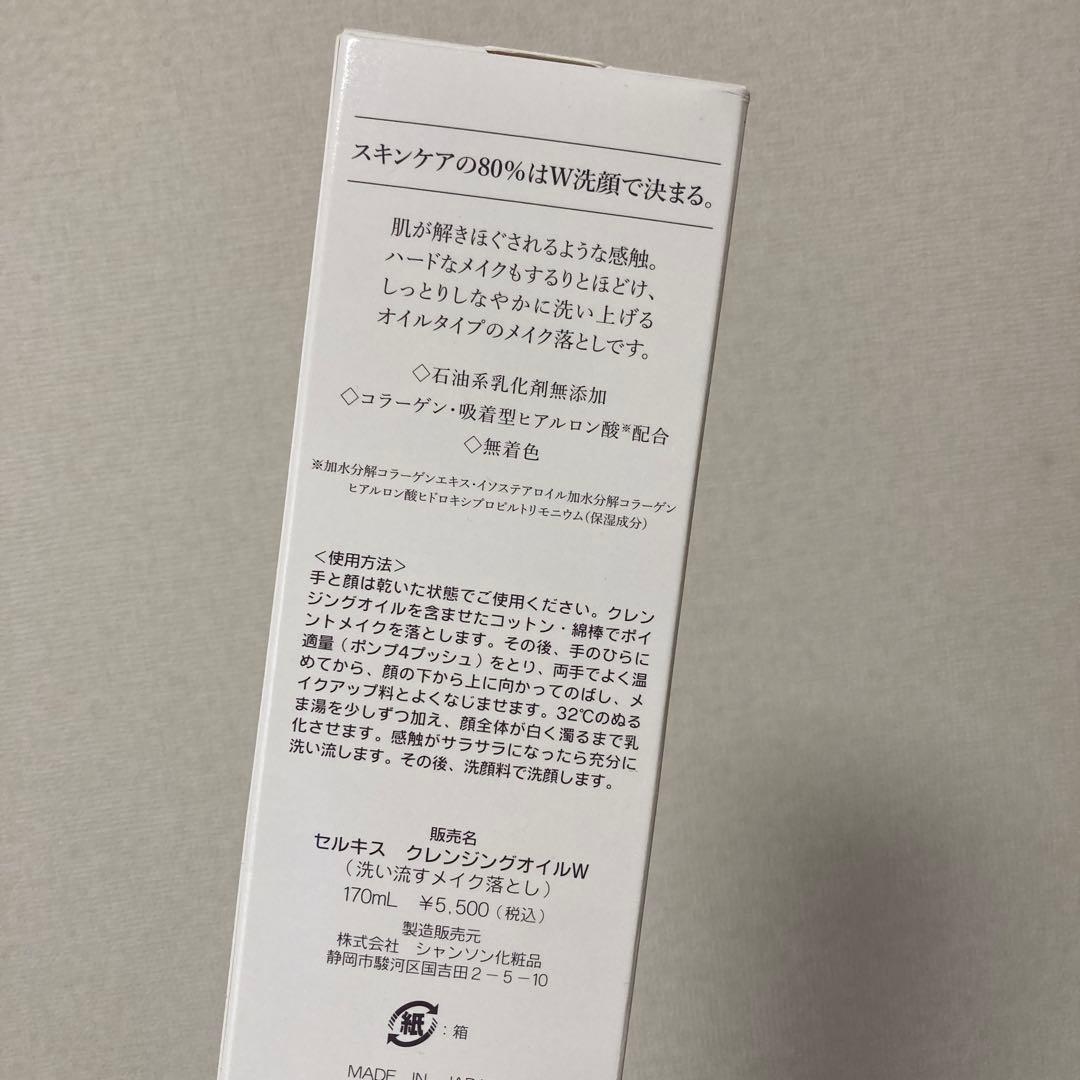 スキンケアの80%はW洗顔で決まる。
肌が解きほぐされるような感触。
ハードなメイクもするりとほどけ、
しっとりしなやかに洗い上げる
オイルタイプのメイク落としです。
◇石油系乳化剤無添加
◇コラーゲン・吸着型ヒアルロン酸※配合
◇無着色
※加水分解コラーゲンエキス・イソステアロイル加水分解コラーゲン
ヒアルロン酸ヒドロキシプロピルトリモニウム(保湿成分)
＜使用方法＞
手と顔は乾いた状態でご使用ください。クレン
ジングオイルを含ませたコットン・綿棒でポイ
ントメイクを落とします。その後、手のひらに
適量（ポンプ4プッシュ）をとり、両手でよく温
めてから、顔の下から上に向かってのばし、メ
イクアップ料とよくなじませます。32℃のぬる
ま湯を少しずつ加え、顔全体が白く濁るまで乳
化させます。感触がサラサラになったら充分に
洗い流します。その後、洗顔料で洗顔します。
販売名
セルキス　クレンジングオイルW
（洗い流すメイク落とし）
170mL　¥5,500（税込）
製造販売元
株式会社　シャンソン化粧品
静岡市駿河区国吉田2－5－10
紙：箱
MADE IN